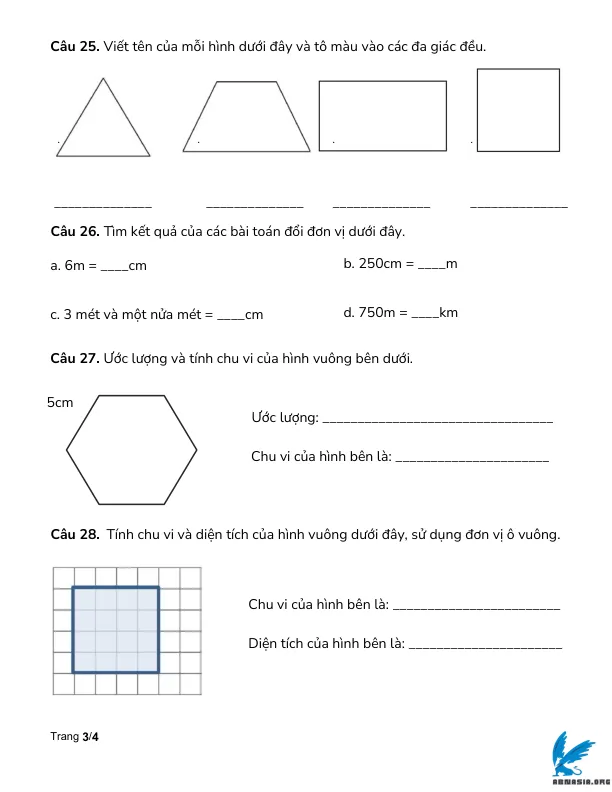 Câu 25. Viết tên của mỗi hình dưới đây và tô màu vào các đa giác đều.
. . . .
______________ ______________ ______________ ______________
Câu 26. Tìm kết quả của các bài toán đổi đơn vị dưới đây.
a. 6m = ____cm b. 250cm = ____m
c. 3 mét và một nửa mét = ____cm d. 750m = ____km
Câu 27. Ước lượng và tính chu vi của hình vuông bên dưới.
5cm
Ước lượng: _________________________________
Chu vi của hình bên là: ______________________
Câu 28. Tính chu vi và diện tích của hình vuông dưới đây, sử dụng đơn vị ô vuông.
Chu vi của hình bên là: ________________________
Diện tích của hình bên là: ______________________
Trang 3/4
ABNASIA.ORG